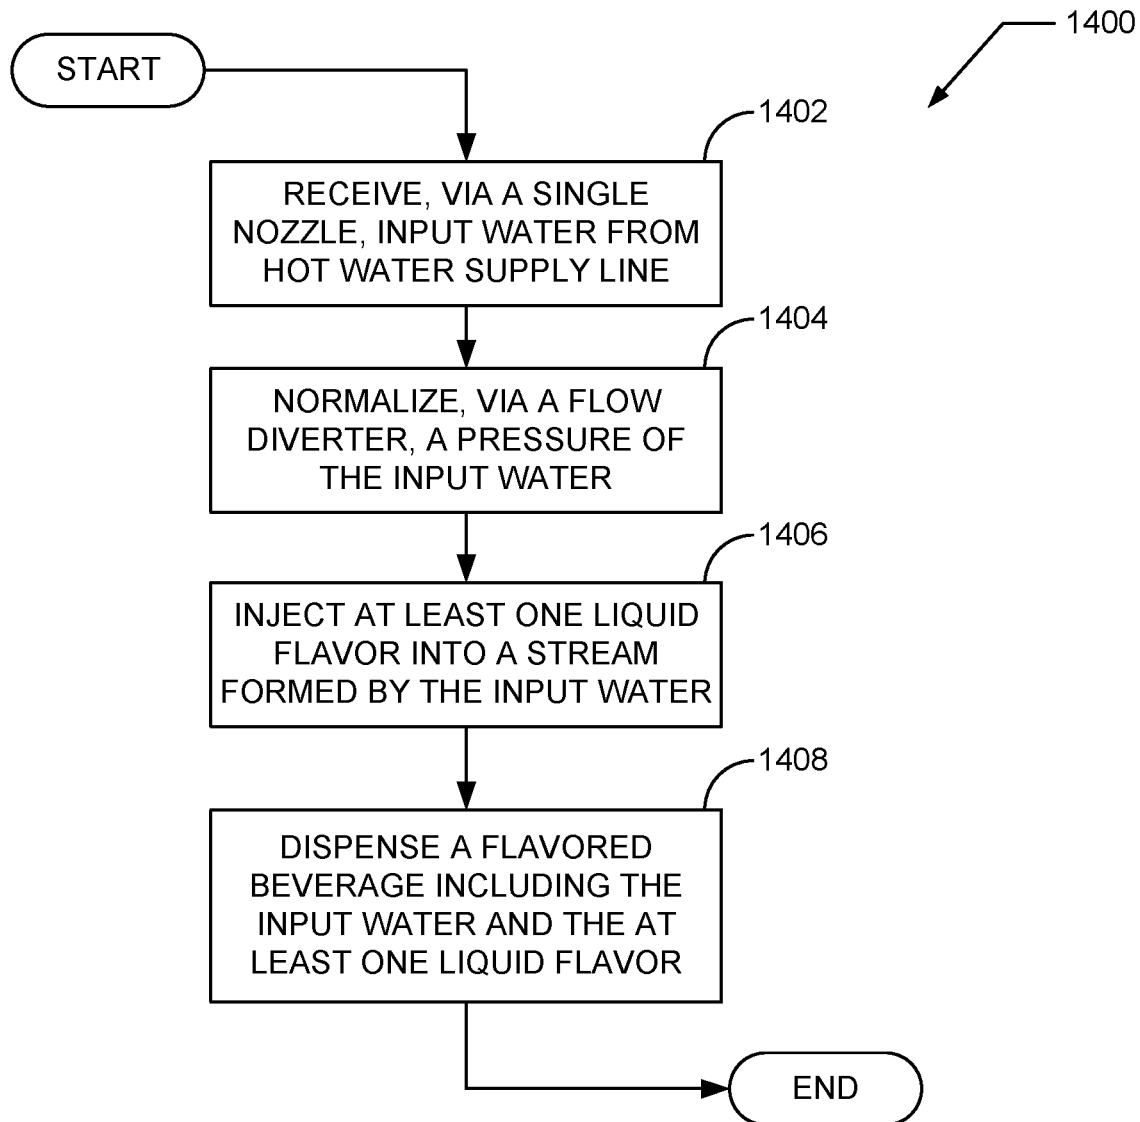 1400
START
1402
RECEIVE, VIA A SINGLE
NOZZLE, INPUT WATER FROM
HOT WATER SUPPLY LINE
1404
NORMALIZE, VIA A FLOW
DIVERTER, A PRESSURE OF
THE INPUT WATER
1406
INJECT AT LEAST ONE LIQUID
FLAVOR INTO A STREAM
FORMED BY THE INPUT WATER
1408
DISPENSE A FLAVORED
BEVERAGE INCLUDING THE
INPUT WATER AND THE AT
LEAST ONE LIQUID FLAVOR
END